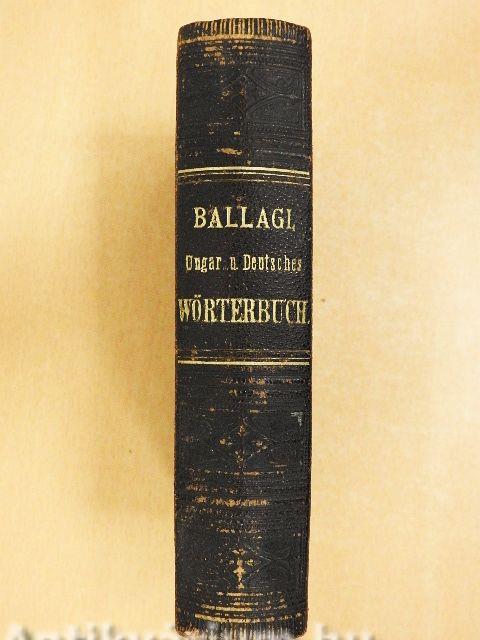 BALLAGI,
Ungar. u. Deutsches
WÖRTERBUCH.